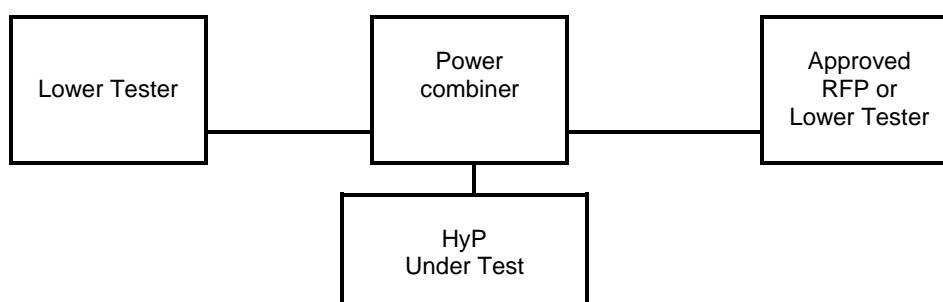 Lower Tester
Power
combiner
Approved
RFP or
Lower Tester
HyP
Under Test